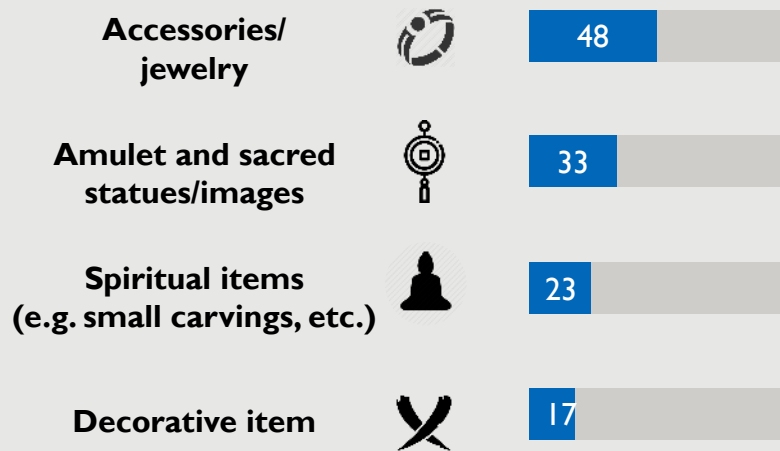 Accessories/
jewelry
48
Amulet and sacred
statues/images
33
Spiritual items
(e.g. small carvings, etc.)
23
Decorative item
17